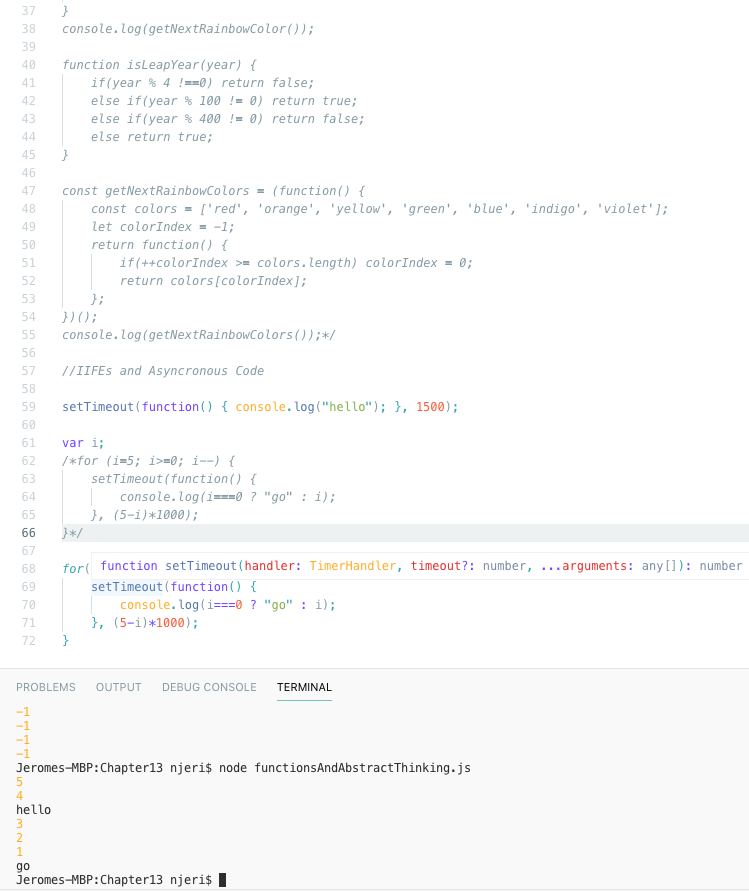 37 }
38 console.log(getNextRainbowColor());
39
40 function isLeapYear(year) {
41 if(year % 4 !==0) return false;
42 else if(year % 100 != 0) return true;
43 else if(year % 400 != 0) return false;
44 else return true;
45 }
46
47 const getNextRainbowColors = (function() {
48 const colors = ['red', 'orange', 'yellow', 'green', 'blue', 'indigo', 'violet'];
49 let colorIndex = -1;
50 return function() {
51 if(++colorIndex >= colors.length) colorIndex = 0;
52 return colors[colorIndex];
53 };
54 })();
55 console.log(getNextRainbowColors());*/
56
57 //IIFEs and Asyncronous Code
58
59 setTimeout(function() { console.log("hello"); }, 1500);
60
61 var i;
62 /*for (i=5; i>=0; i--) {
63 setTimeout(function() {
64 console.log(i===0 ? "go" : i);
65 }, (5-i)*1000);
66 }*/
67
68 for( function setTimeout(handler: TimerHandler, timeout?: number, ...arguments: any[]): number
69 setTimeout(function() {
70 console.log(i===0 ? "go" : i);
71 }, (5-i)*1000);
72 }
PROBLEMS OUTPUT DEBUG CONSOLE TERMINAL
-1
-1
-1
-1
Jeromes-MBP:Chapter13 njeri$ node functionsAndAbstractThinking.js
5
4
hello
3
2
1
go
Jeromes-MBP:Chapter13 njeri$